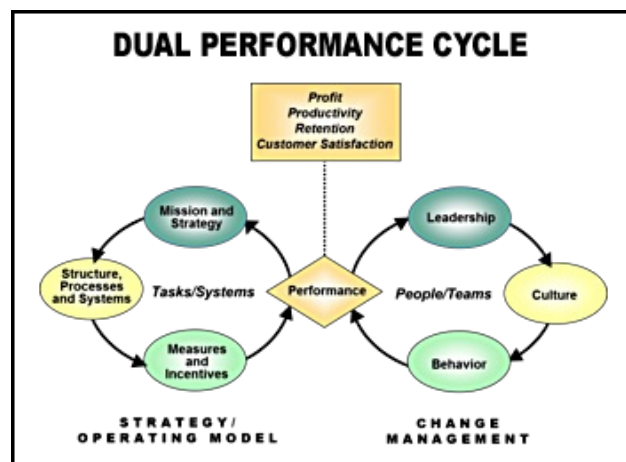 DUAL PERFORMANCE CYCLE
Profit
Productivity
Retention
Customer Satisfaction
Mission and
Strategy
Leadership
Structure,
Processes
and Systems
Tasks/Systems
Performance
People/Teams
Culture
Measures
and
Incentives
Behavior
STRATEGY/
OPERATING MODEL
CHANGE
MANAGEMENT